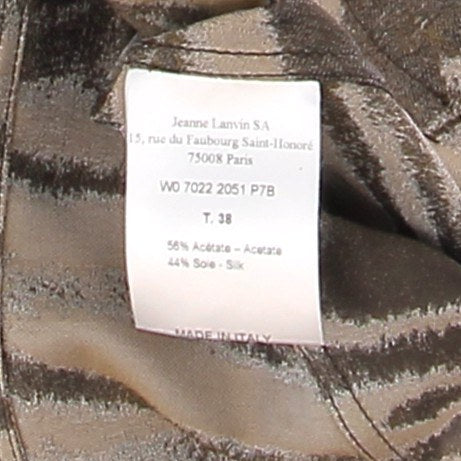 Jeanne Lanvin SA
15, rue du Faubourg Saint-Honoré
75008 Paris
W0 7022 2051 P7B
T. 38
56% Acétate – Acetate
44% Soie - Silk
MADE IN ITALY